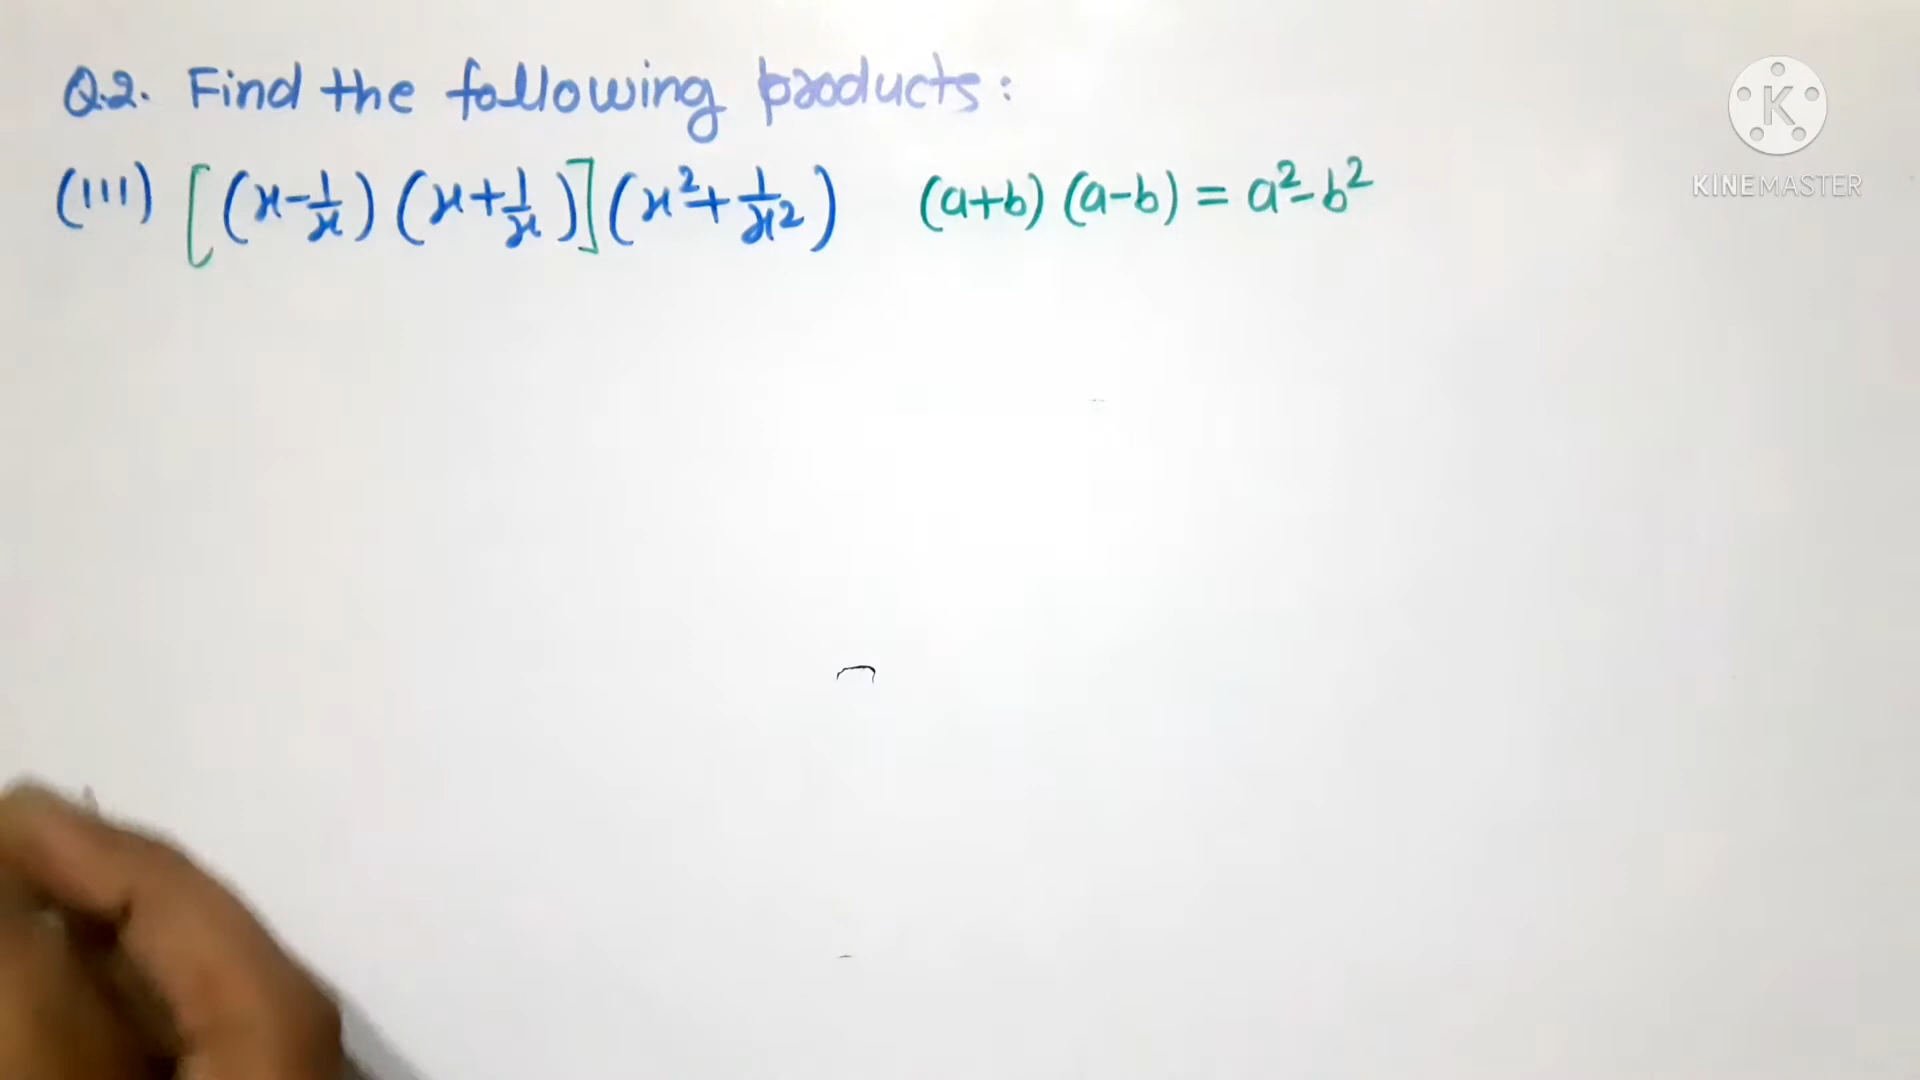 Q.2. Find the following products:
(iii) [(x-1/x)(x+1/x)](x²+1/x²) (a+b)(a-b) = a²-b²
K
KINEMASTER